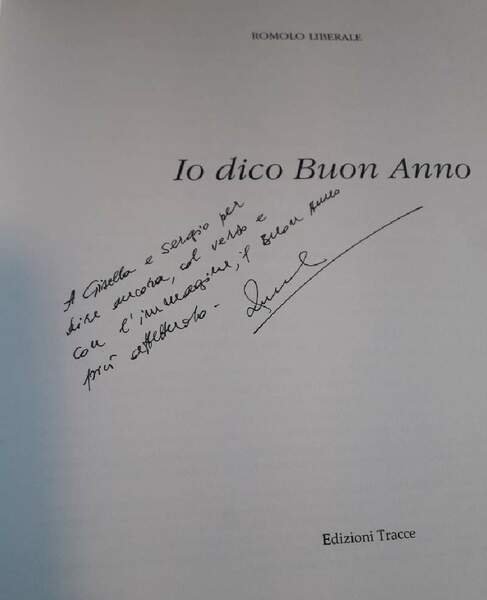 ROMOLO LIBERALE
Io dico Buon Anno
A Gisella e Sergio per
dire ancora, col verso e
con l'immagine, il Buon Anno
più affettuoso -
Edizioni Tracce